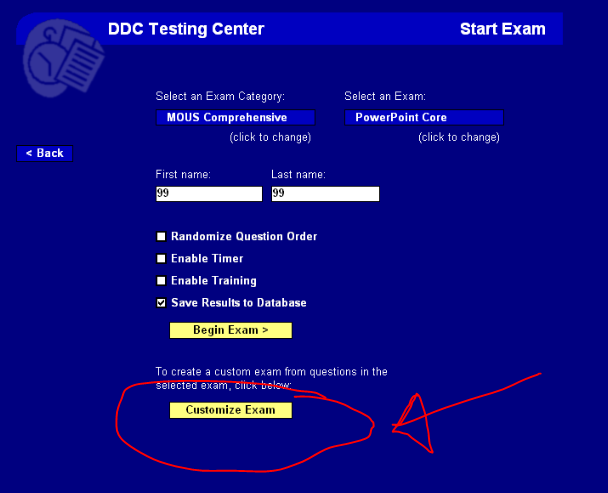 DDC Testing Center
Start Exam
Select an Exam Category:
Select an Exam:
MOUS Comprehensive
PowerPoint Core
(click to change)
(click to change)
< Back
First name:
Last name:
99
99
Randomize Question Order
Enable Timer
Enable Training
Save Results to Database
Begin Exam >
To create a custom exam from questions in the
selected exam, click below:
Customize Exam